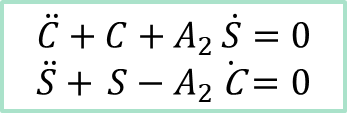 C̈ + C + A₂ Ṡ = 0
S̈ + S − A₂ Ċ = 0